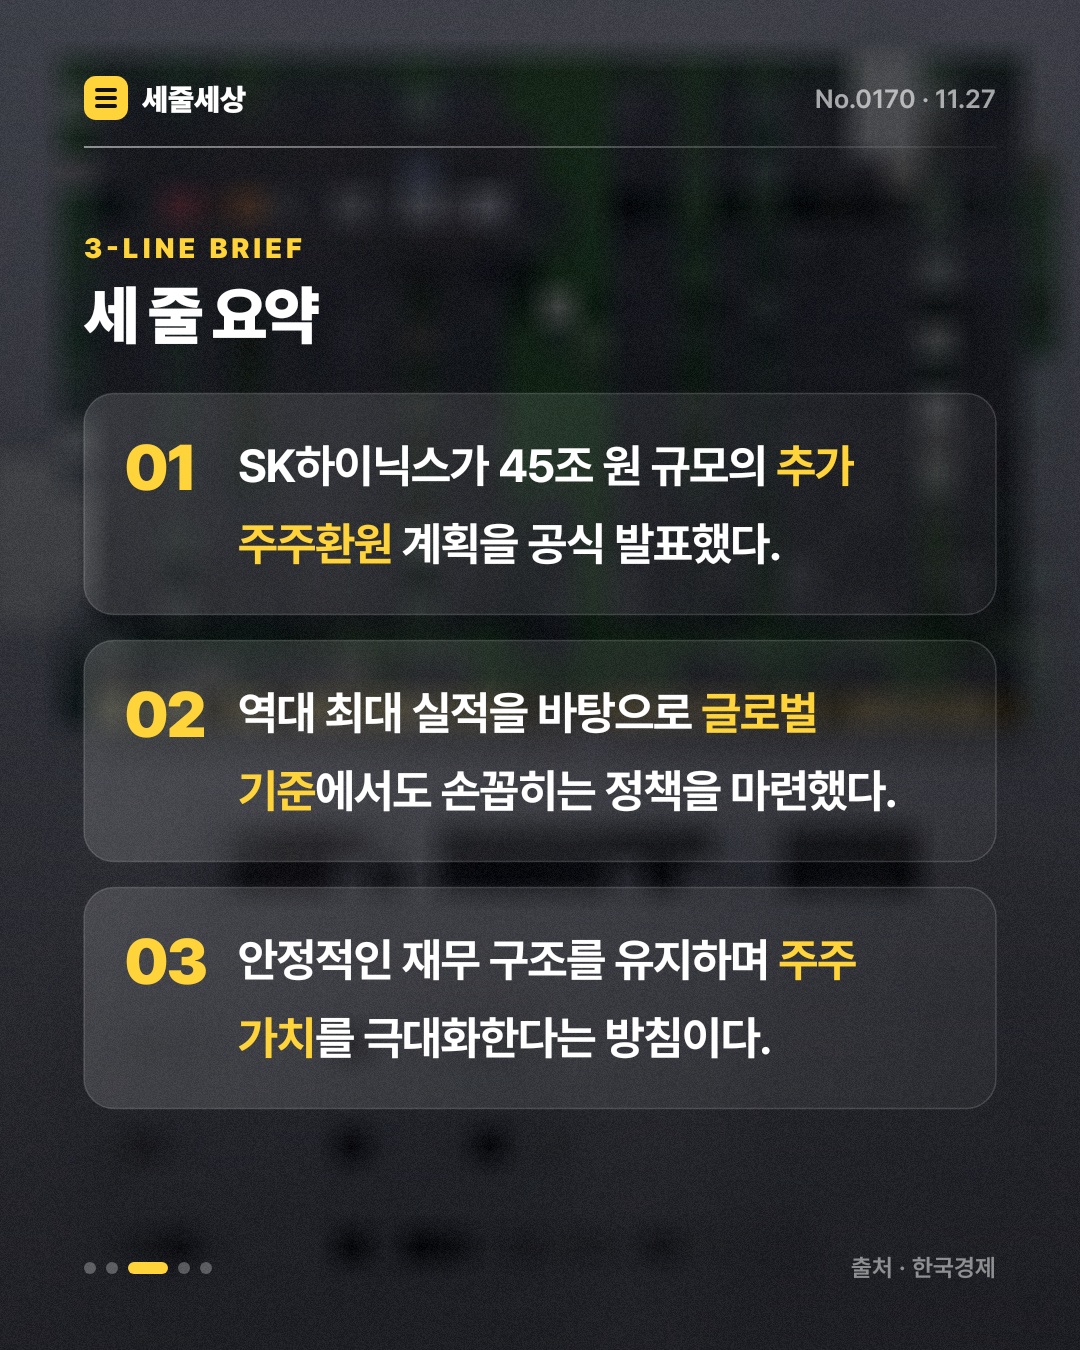 세줄세상
No.0170 · 11.27
3-LINE BRIEF
세 줄 요약
01
SK하이닉스가 45조 원 규모의 추가
주주환원 계획을 공식 발표했다.
02
역대 최대 실적을 바탕으로 글로벌
기준에서도 손꼽히는 정책을 마련했다.
03
안정적인 재무 구조를 유지하며 주주
가치를 극대화한다는 방침이다.
출처 · 한국경제